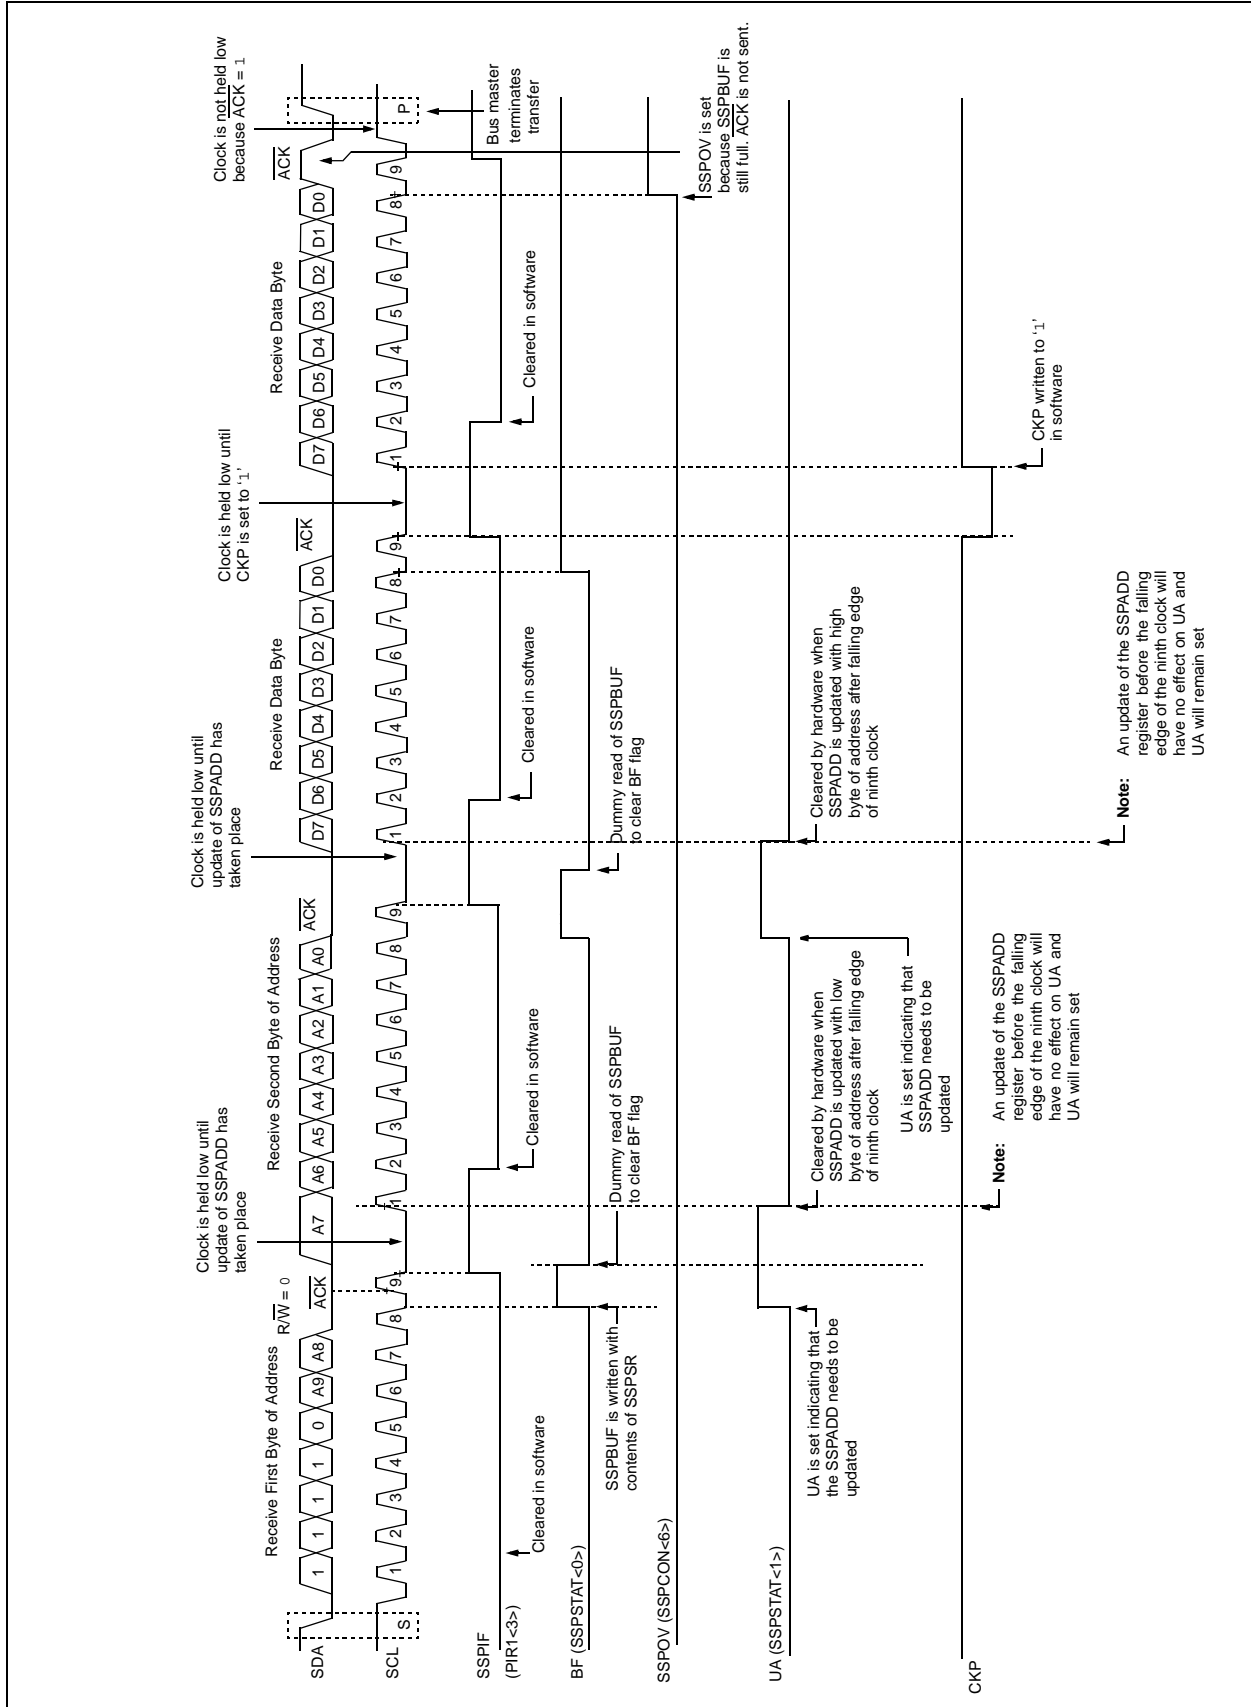 Receive First Byte of Address
R/W = 0
Clock is held low until
update of SSPADD has
taken place
Receive Second Byte of Address
Clock is held low until
update of SSPADD has
taken place
Receive Data Byte
Clock is held low until
CKP is set to ‘1’
Receive Data Byte
Clock is not held low
because ACK = 1
SDA
1 1 1 1 0 A9 A8 ACK
A7 A6 A5 A4 A3 A2 A1 A0 ACK
D7 D6 D5 D4 D3 D2 D1 D0 ACK
D7 D6 D5 D4 D3 D2 D1 D0 ACK
SCL
S
1 2 3 4 5 6 7 8 9
1 2 3 4 5 6 7 8 9
1 2 3 4 5 6 7 8 9
1 2 3 4 5 6 7 8 9
P
Bus master
terminates
transfer
SSPIF
(PIR1<3>)
Cleared in software
Cleared in software
Cleared in software
Cleared in software
BF (SSPSTAT<0>)
SSPBUF is written with
contents of SSPSR
Dummy read of SSPBUF
to clear BF flag
Dummy read of SSPBUF
to clear BF flag
SSPOV (SSPCON<6>)
SSPOV is set
because SSPBUF is
still full. ACK is not sent.
UA (SSPSTAT<1>)
UA is set indicating that
the SSPADD needs to be
updated
Cleared by hardware when
SSPADD is updated with low
byte of address after falling edge
of ninth clock
UA is set indicating that
SSPADD needs to be
updated
Cleared by hardware when
SSPADD is updated with high
byte of address after falling edge
of ninth clock
CKP
CKP written to ‘1’
in software
Note: An update of the SSPADD
register before the falling
edge of the ninth clock will
have no effect on UA and
UA will remain set
Note: An update of the SSPADD
register before the falling
edge of the ninth clock will
have no effect on UA and
UA will remain set